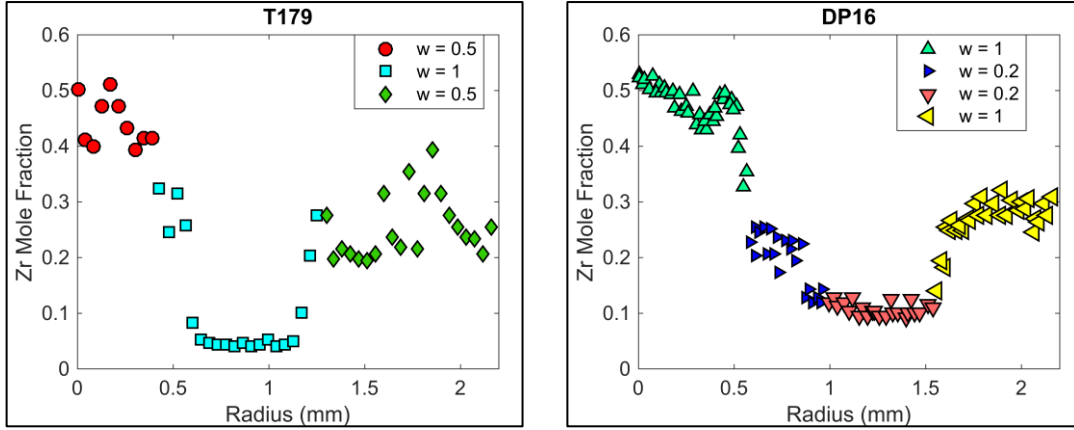 T179
Zr Mole Fraction
0.6
0.5
0.4
0.3
0.2
0.1
0
w = 0.5
w = 1
w = 0.5
0
0.5
1
1.5
2
Radius (mm)
DP16
Zr Mole Fraction
0.6
0.5
0.4
0.3
0.2
0.1
0
w = 1
w = 0.2
w = 0.2
w = 1
0
0.5
1
1.5
2
Radius (mm)